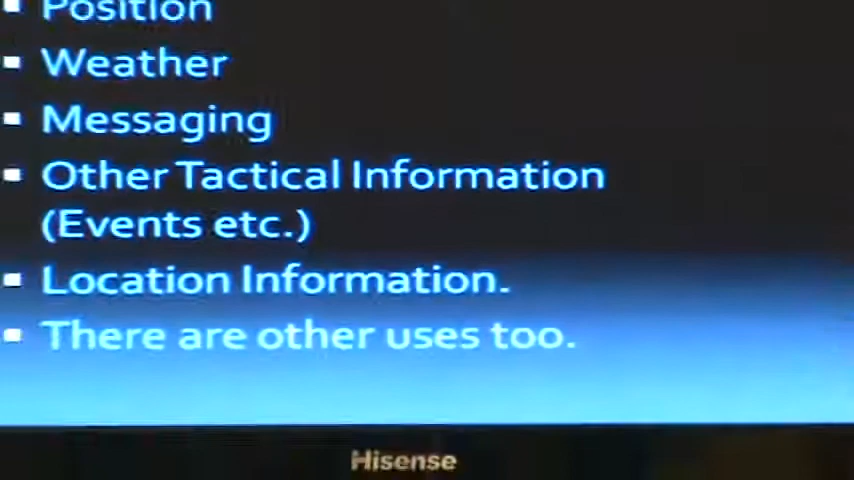 Position
Weather
Messaging
Other Tactical Information
(Events etc.)
Location Information.
There are other uses too.
Hisense